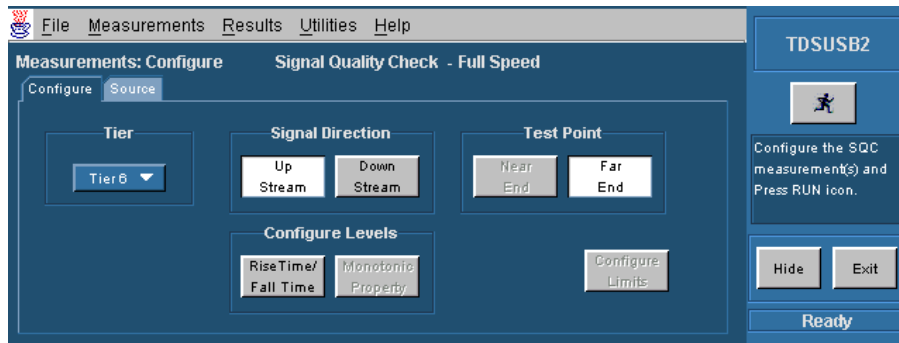 File Measurements Results Utilities Help
TDSUSB2
Measurements: Configure Signal Quality Check - Full Speed
Configure Source
Tier
Tier6
Signal Direction
Up Stream
Down Stream
Test Point
Near End
Far End
Configure Levels
RiseTime/ Fall Time
Monotonic Property
Configure Limits
Configure the SQC
measurement(s) and
Press RUN icon.
Hide Exit
Ready